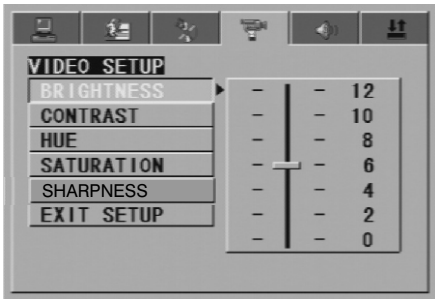 VIDEO SETUP
BRIGHTNESS
CONTRAST
HUE
SATURATION
SHARPNESS
EXIT SETUP
12
10
8
6
4
2
0